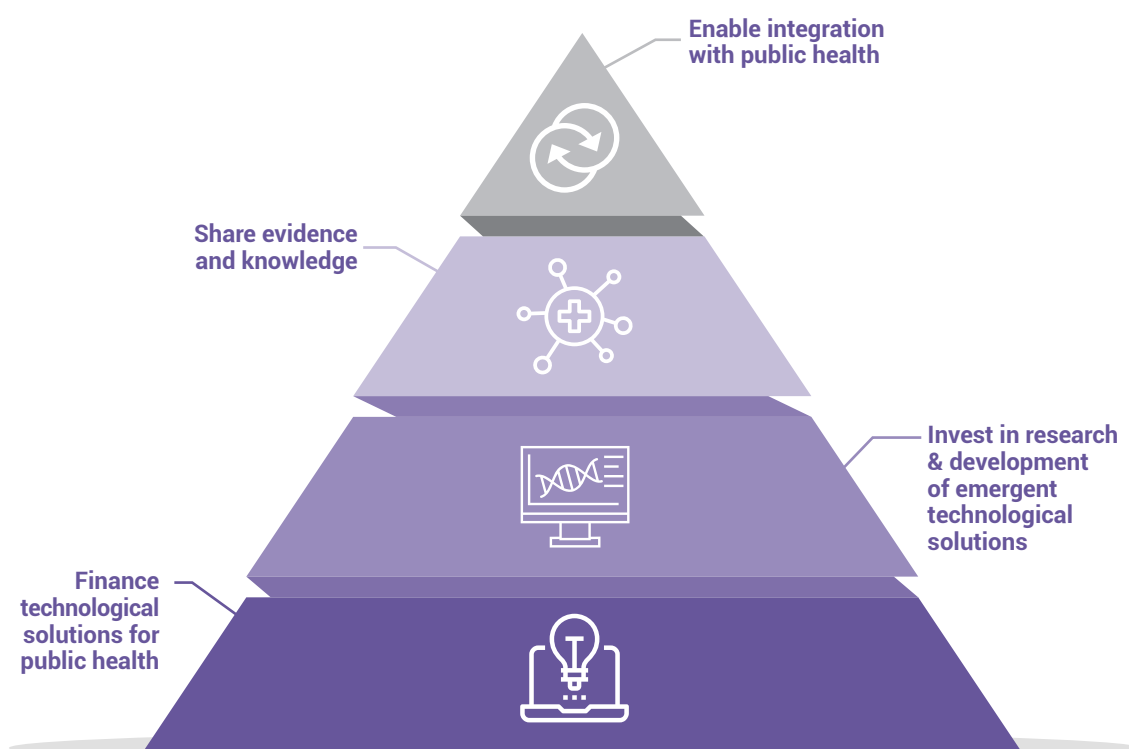 Enable integration
with public health
Share evidence
and knowledge
Invest in research
& development
of emergent
technological
solutions
Finance
technological
solutions for
public health